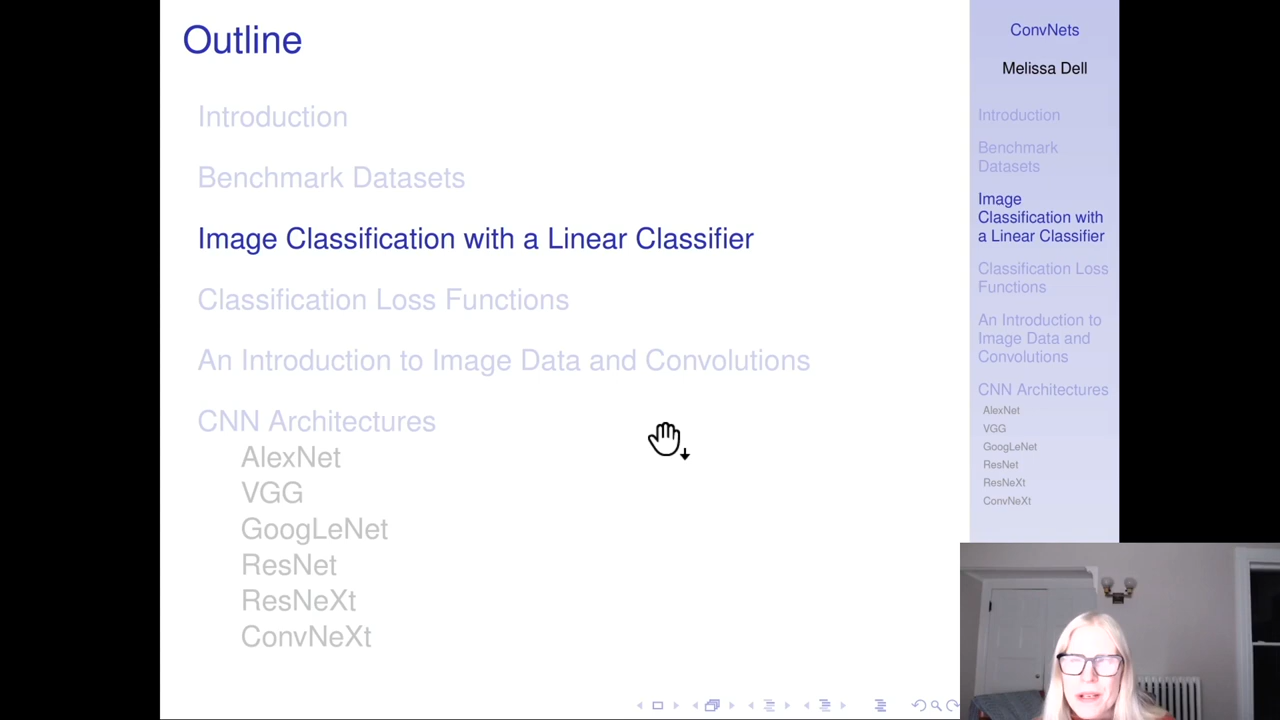 Outline
Introduction
Benchmark Datasets
Image Classification with a Linear Classifier
Classification Loss Functions
An Introduction to Image Data and Convolutions
CNN Architectures
AlexNet
VGG
GoogLeNet
ResNet
ResNeXt
ConvNeXt
ConvNets
Melissa Dell
Introduction
Benchmark
Datasets
Image
Classification with
a Linear Classifier
Classification Loss
Functions
An Introduction to
Image Data and
Convolutions
CNN Architectures
AlexNet
VGG
GoogLeNet
ResNet
ResNeXt
ConvNeXt